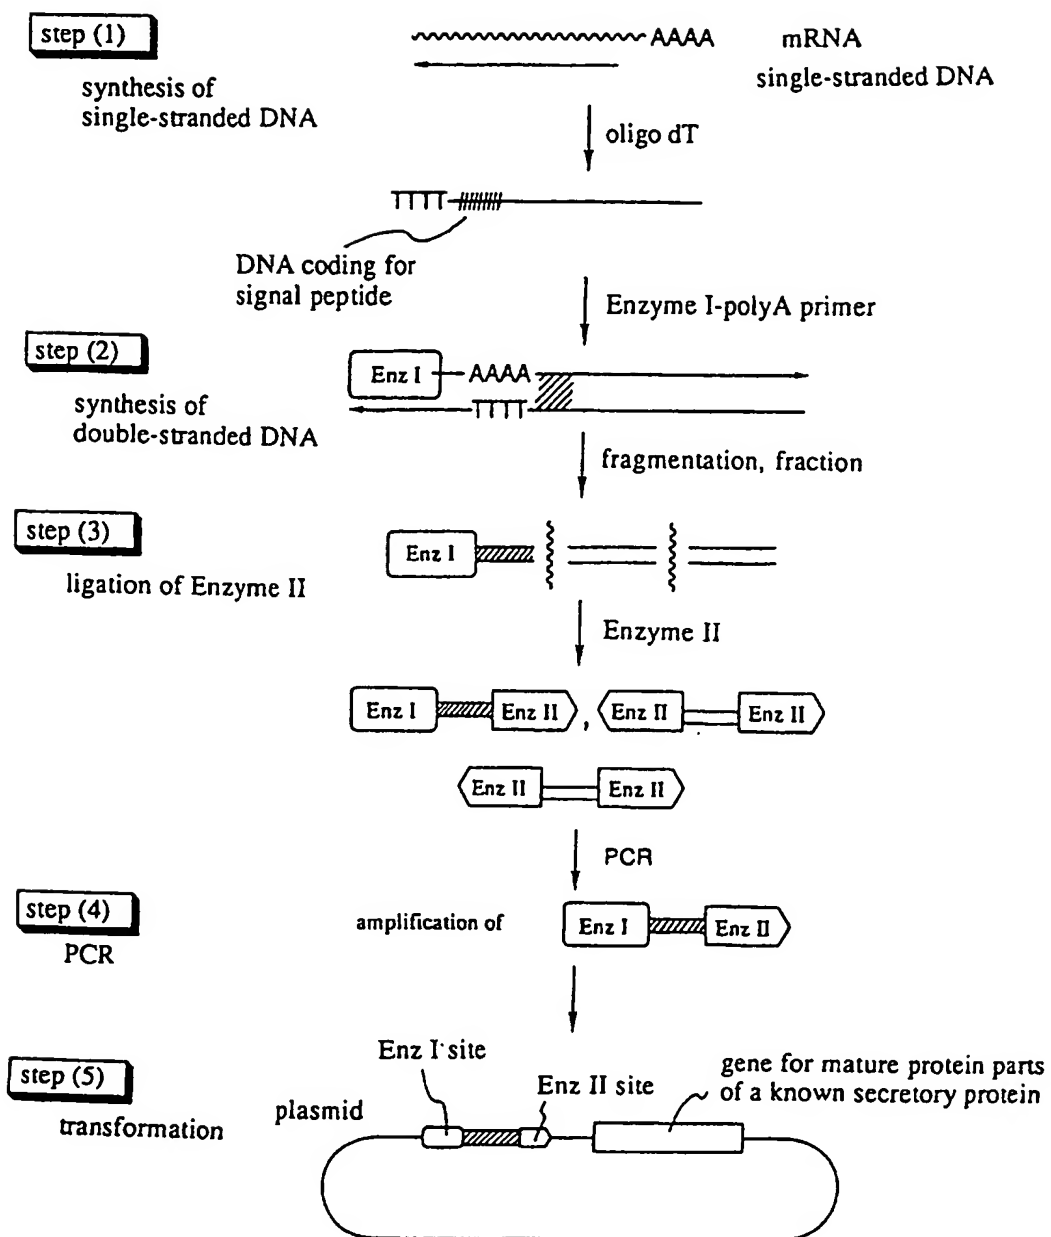 step (1)
AAAA
mRNA
synthesis of
single-stranded DNA
single-stranded DNA
oligo dT
TTTT
DNA coding for
signal peptide
Enzyme I-polyA primer
step (2)
Enz I
AAAA
TTTT
synthesis of
double-stranded DNA
fragmentation, fraction
step (3)
Enz I
ligation of Enzyme II
Enzyme II
Enz I
Enz II
,
Enz II
Enz II
Enz II
Enz II
PCR
step (4)
PCR
amplification of
Enz I
Enz II
Enz I site
step (5)
transformation
plasmid
Enz II site
gene for mature protein parts
of a known secretory protein